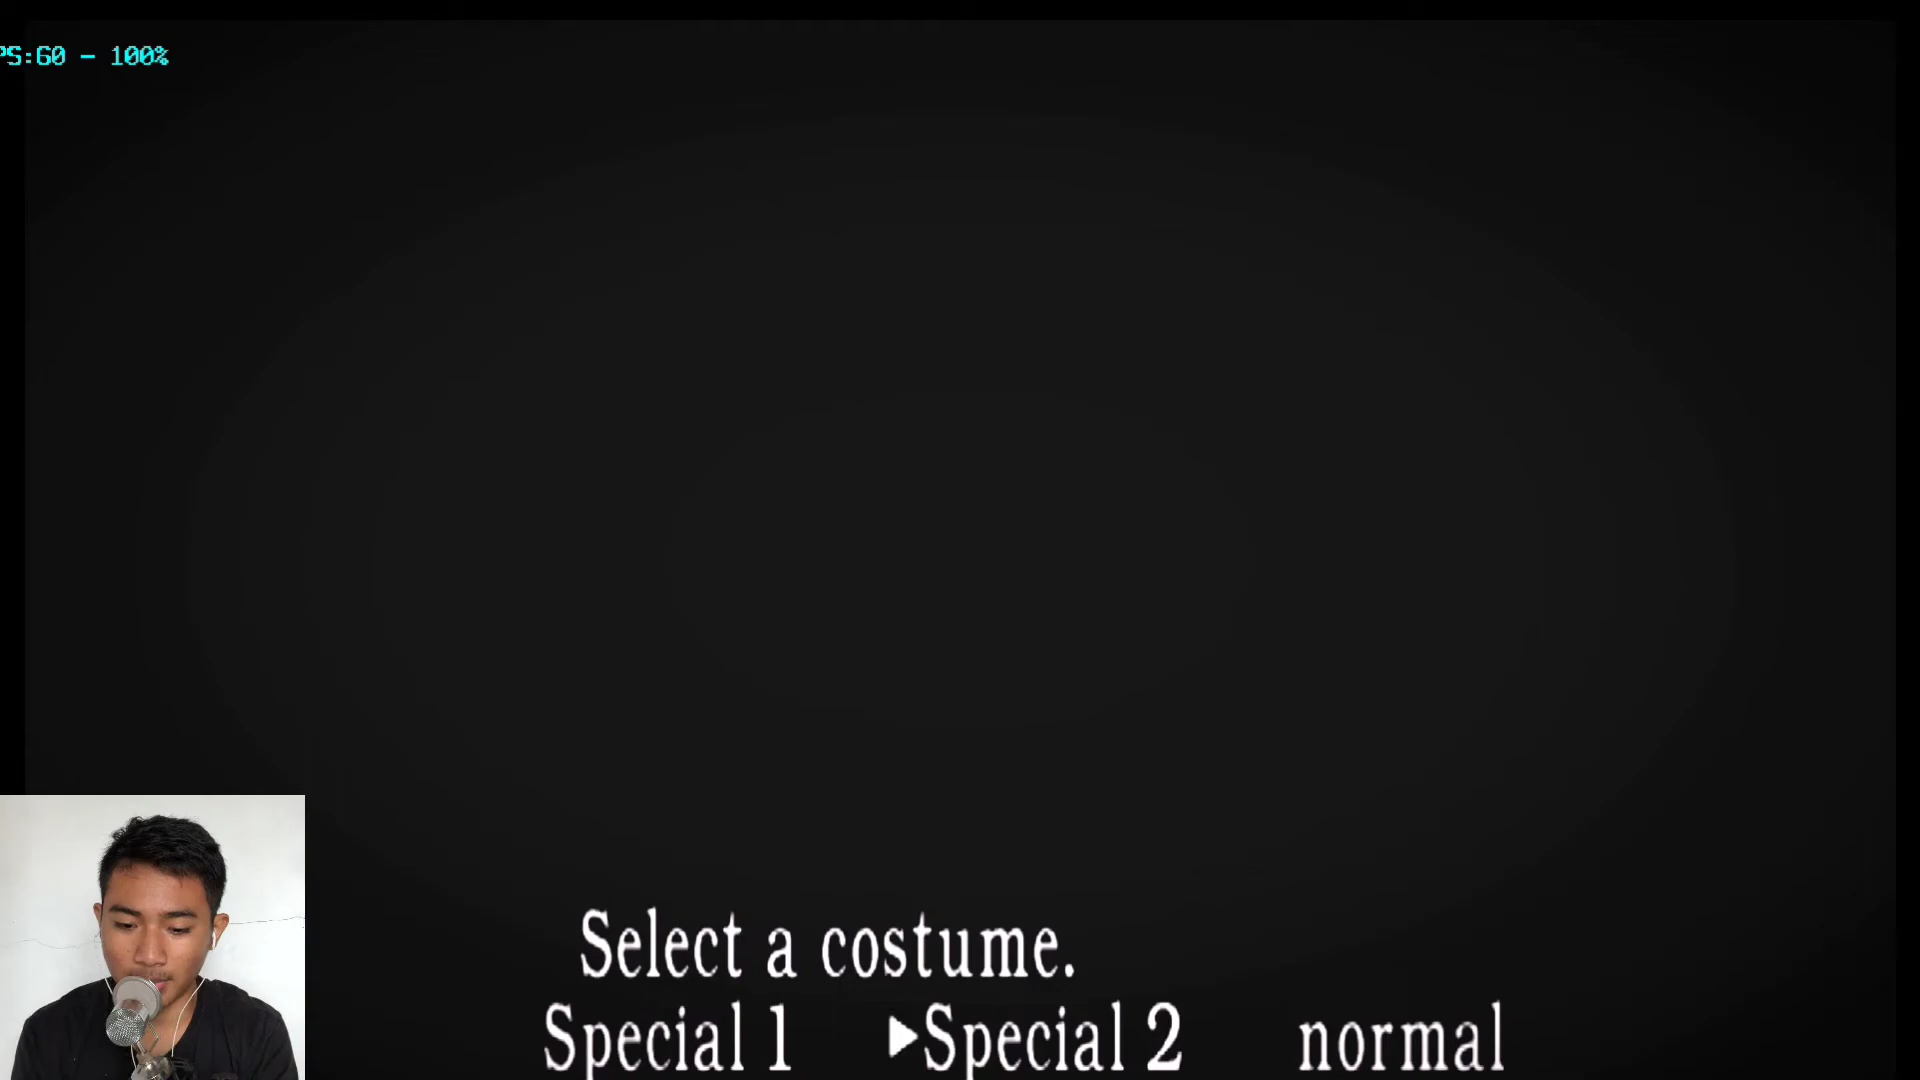 PS:60 - 100%
Select a costume.
Special 1 ▶Special 2 normal